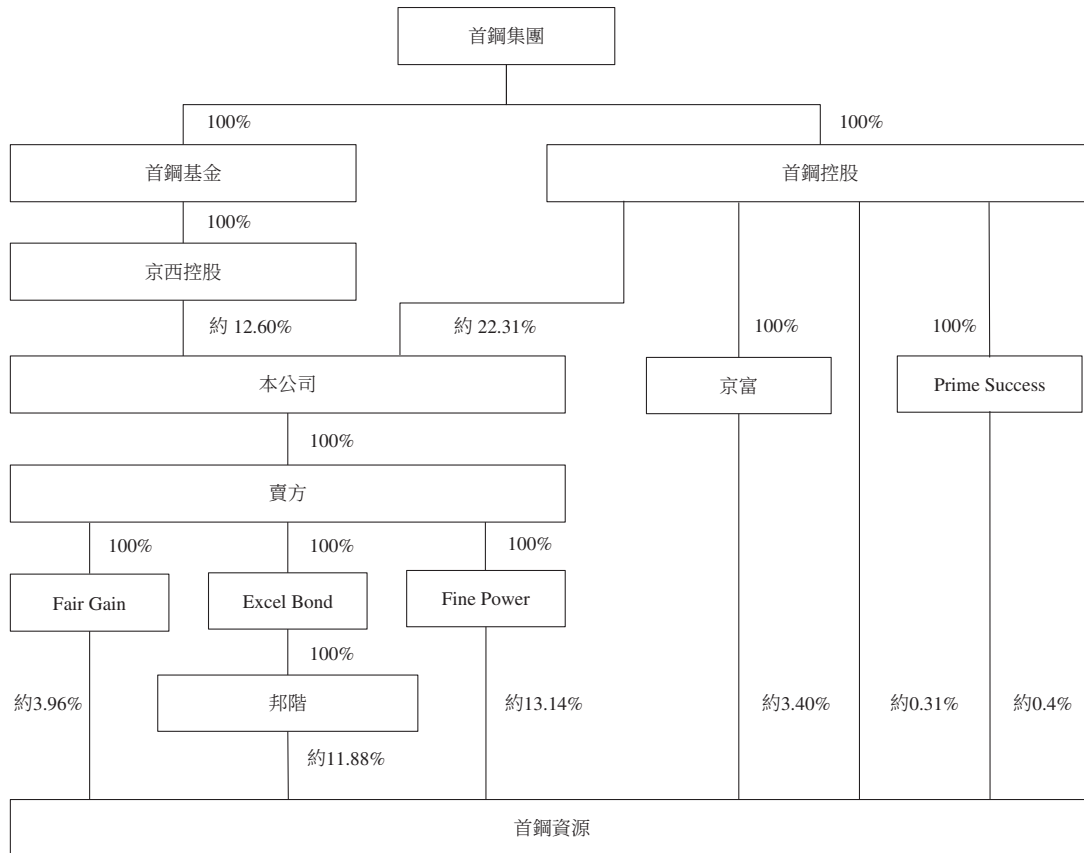 首鋼集團
100%
100%
首鋼基金
首鋼控股
100%
京西控股
約 12.60%
約 22.31%
100%
100%
本公司
京富
Prime Success
100%
賣方
100%
100%
100%
Fair Gain
Excel Bond
Fine Power
100%
邦階
約3.96%
約13.14%
約3.40%
約0.31%
約0.4%
約11.88%
首鋼資源